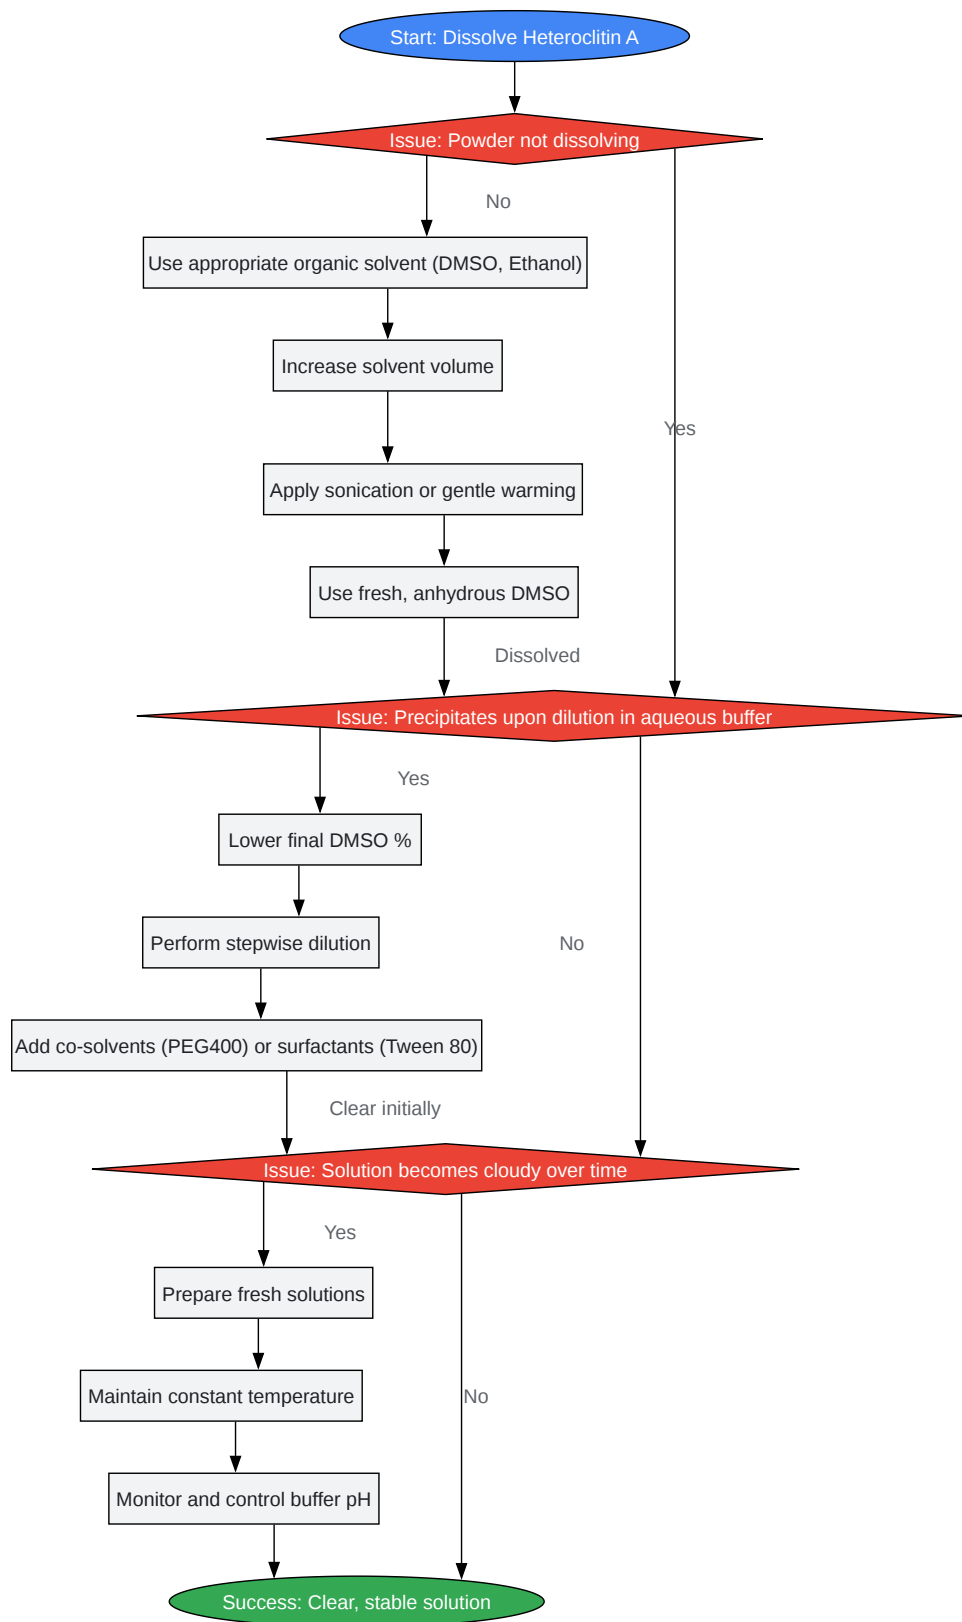 Start: Dissolve Heteroclitin A
Issue: Powder not dissolving
No
Use appropriate organic solvent (DMSO, Ethanol)
Increase solvent volume
Yes
Apply sonication or gentle warming
Use fresh, anhydrous DMSO
Dissolved
Issue: Precipitates upon dilution in aqueous buffer
Yes
Lower final DMSO %
Perform stepwise dilution
No
Add co-solvents (PEG400) or surfactants (Tween 80)
Clear initially
Issue: Solution becomes cloudy over time
Yes
Prepare fresh solutions
Maintain constant temperature
No
Monitor and control buffer pH
Success: Clear, stable solution